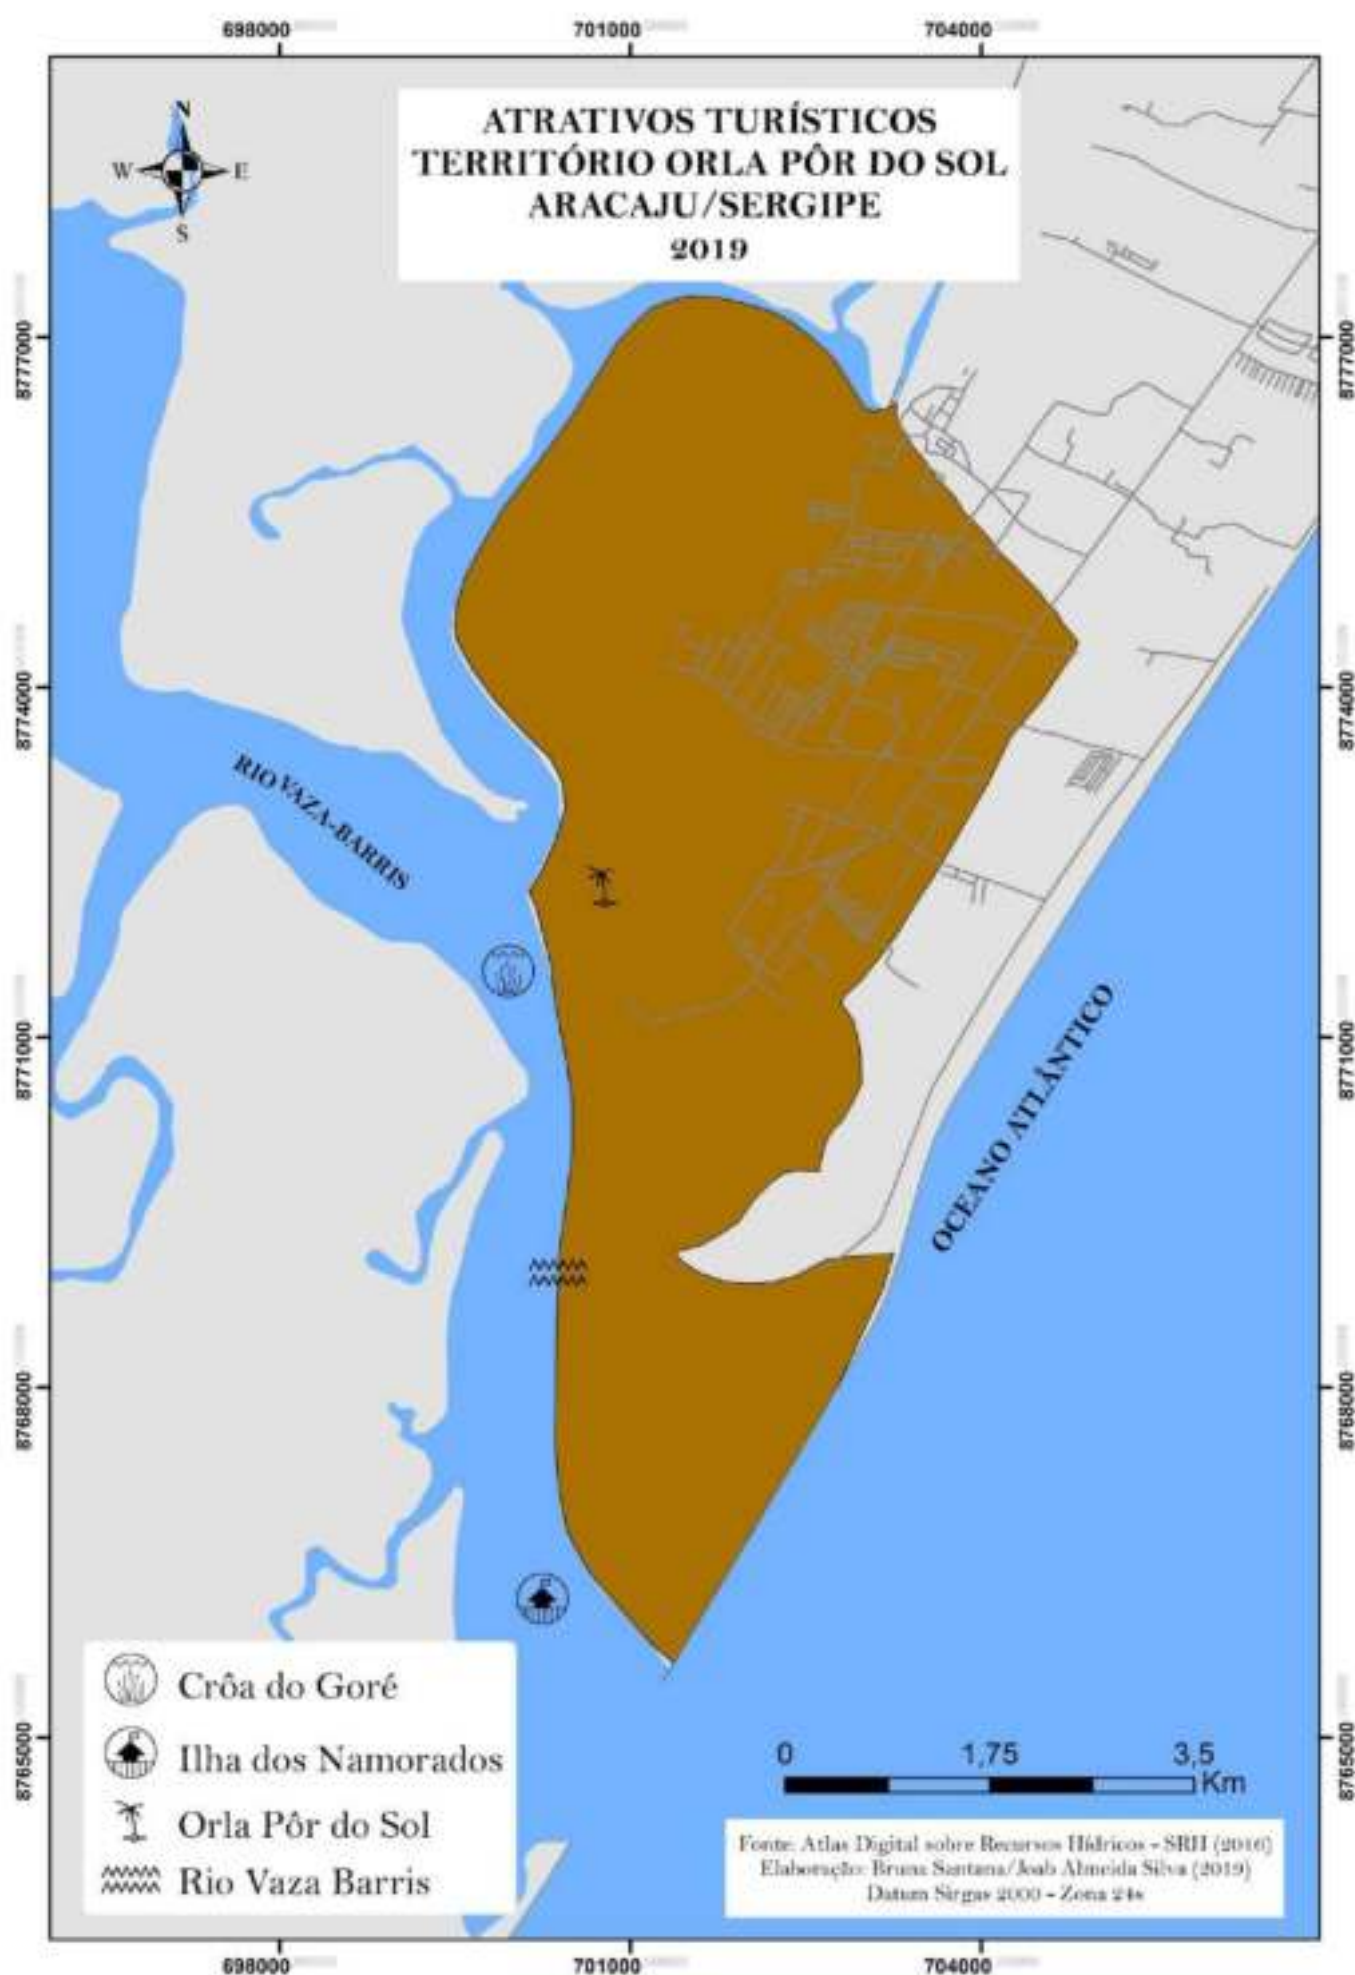 698000
701000
704000
ATRATIVOS TURÍSTICOS
TERRITÓRIO ORLA PÔR DO SOL
ARACAJU/SERGIPE
2019
N
W
E
S
8777000
8777000
8774000
8774000
RIO VAZA-BARRIS
8771000
8771000
OCEANO ATLÂNTICO
8768000
8768000
Crôa do Goré
Ilha dos Namorados
Orla Pôr do Sol
Rio Vaza Barris
8765000
8765000
0 1,75 3,5
Km
Fonte: Atlas Digital sobre Recursos Hídricos - SRH (2016)
Elaboração: Bruna Santana/Joab Almeida Silva (2019)
Datum Sirgas 2000 - Zona 24s
698000
701000
704000